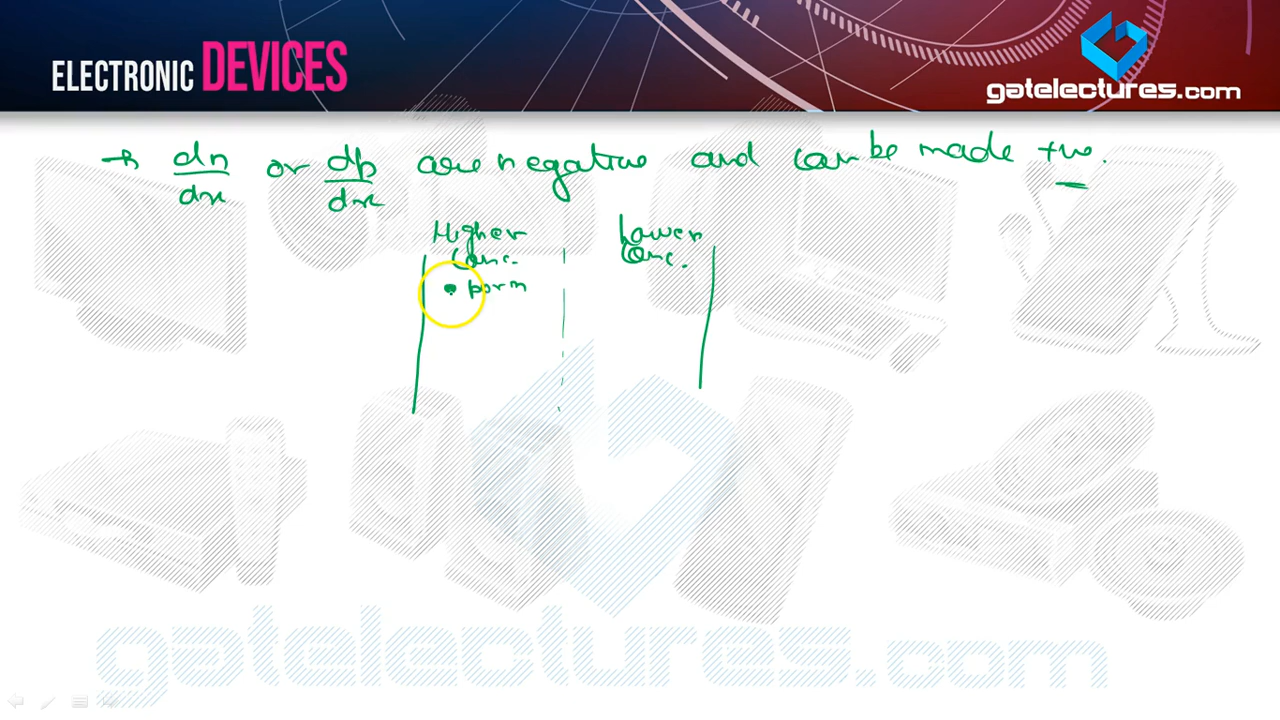 ELECTRONIC DEVICES
gatelectures.com
→ dn/dx or dp/dx are negative and can be made +ve.
Higher Conc.
Lower Conc.
p or n
gatelectures.com